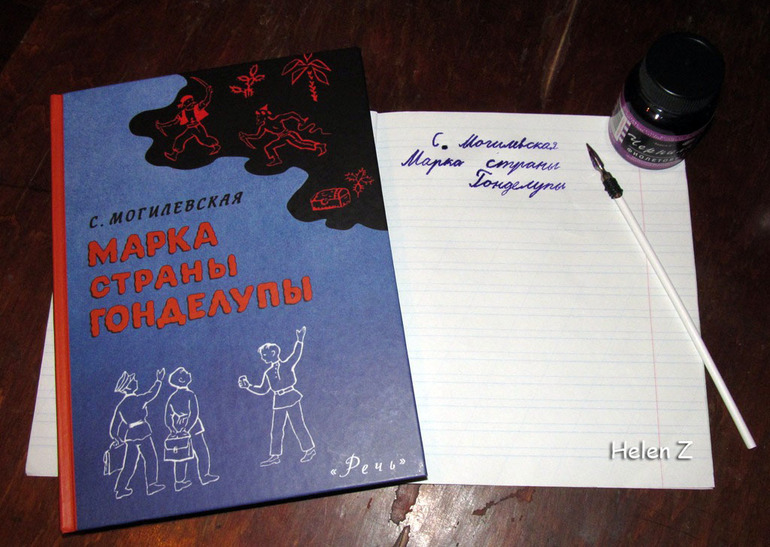 С. МОГИЛЕВСКАЯ
МАРКА
СТРАНЫ
ГОНДЕЛУПЫ
«Речь»
С. Могилевская
Марка страны
Гонделупы
Helen Z